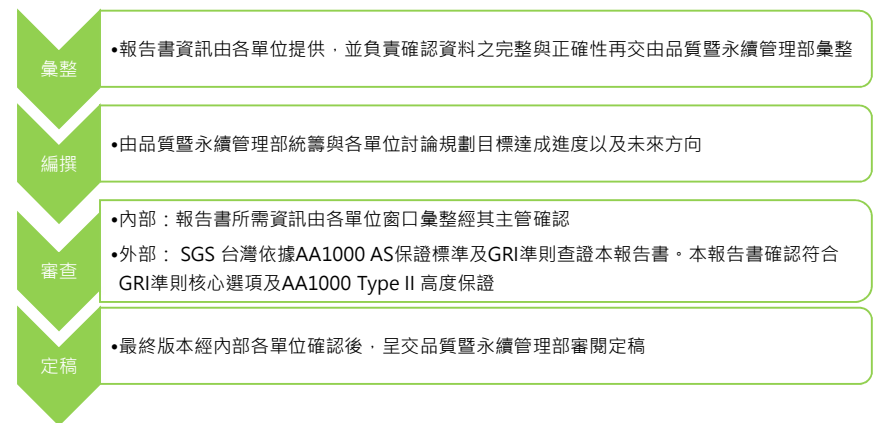 彙整
•報告書資訊由各單位提供，並負責確認資料之完整與正確性再交由品質暨永續管理部彙整
編撰
•由品質暨永續管理部統籌與各單位討論規劃目標達成進度以及未來方向
審查
•內部：報告書所需資訊由各單位窗口彙整經其主管確認
•外部： SGS 台灣依據AA1000 AS保證標準及GRI準則查證本報告書。本報告書確認符合
GRI準則核心選項及AA1000 Type II 高度保證
定稿
•最終版本經內部各單位確認後，呈交品質暨永續管理部審閱定稿